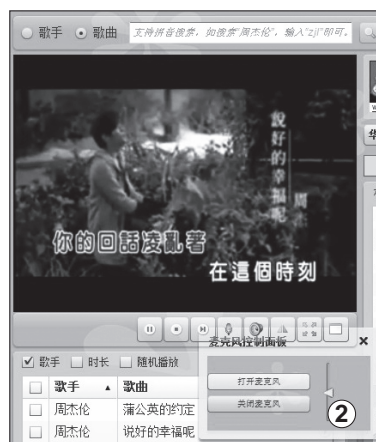 歌手 歌曲 支持拼音搜索，如搜索"周杰伦"，输入"zjl"即可。
說好的幸福呢
周
你的回話凌亂著
在這個時刻
麦克风控制面板
歌手 时长 随机播放
打开麦克风
关闭麦克风
②
歌手 歌曲
周杰伦 蒲公英的约定
周杰伦 说好的幸福呢